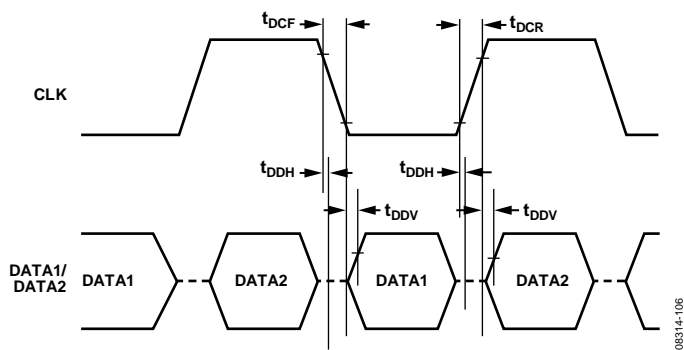 tDCF
tDCR
CLK
tDDH
tDDH
tDDV
tDDV
DATA1/
DATA2
DATA1
DATA2
DATA1
DATA2
08314-106